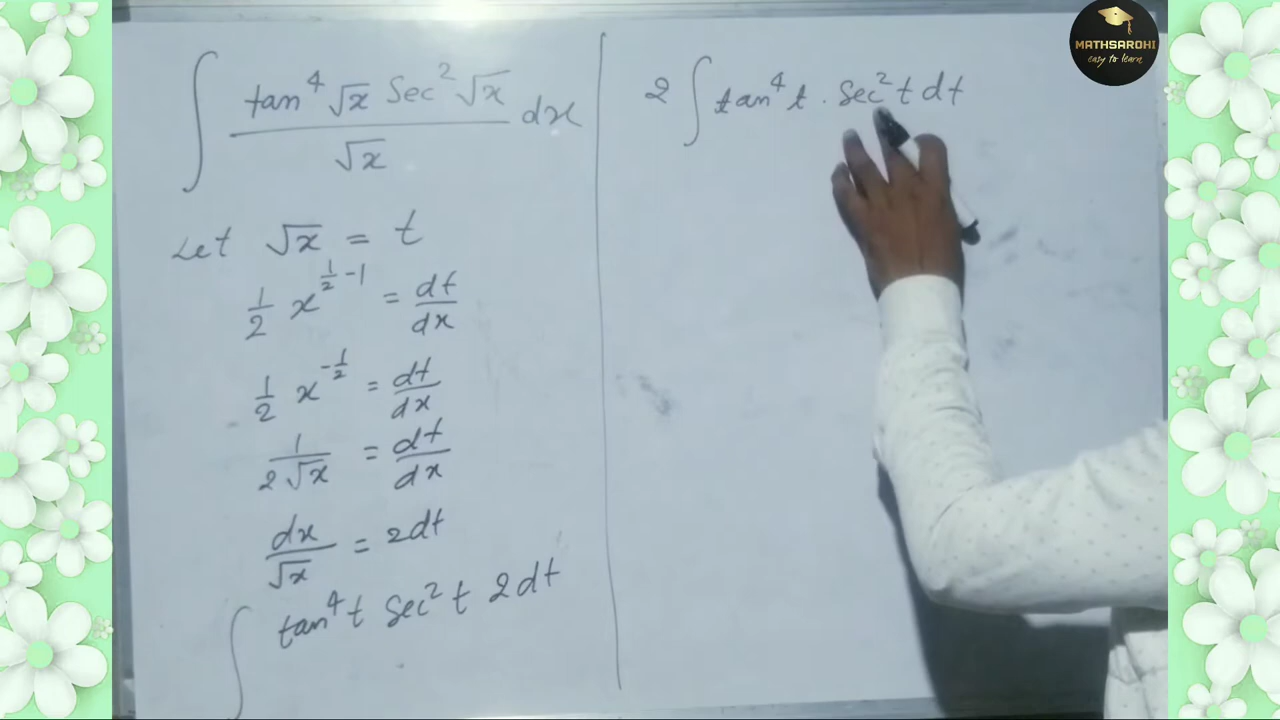 ∫ tan⁴√x Sec²√x / √x dx
Let √x = t
1/2 x^(1/2 - 1) = dt/dx
1/2 x^(-1/2) = dt/dx
1/(2√x) = dt/dx
dx/√x = 2dt
∫ tan⁴t Sec²t 2dt
2 ∫ tan⁴t . Sec²t dt
MATHSAROHI
easy to learn